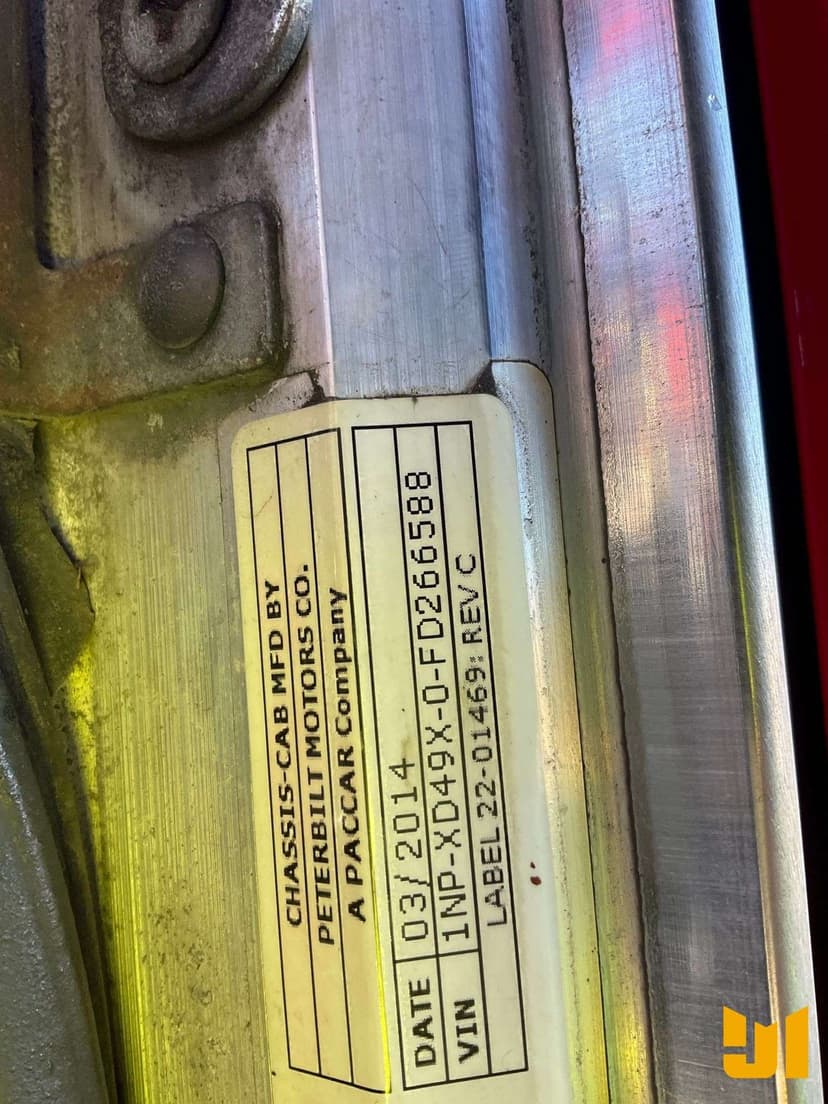 CHASSIS-CAB MFD BY
PETERBILT MOTORS CO.
A PACCAR Company
DATE 03/2014
VIN 1NP-XD49X-0-FD266588
LABEL 22-01469: REV C